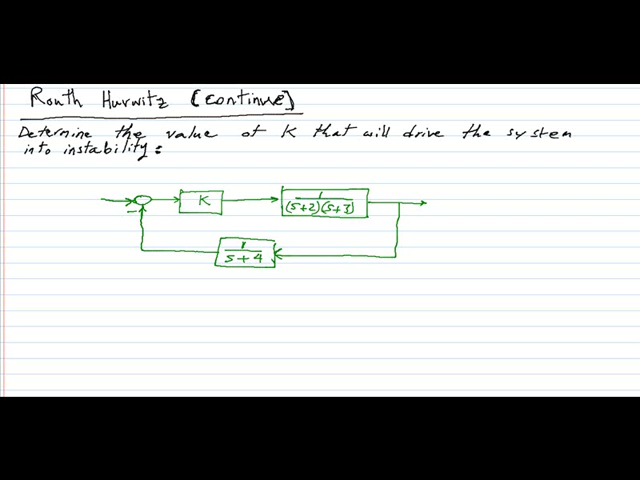 Routh Hurwitz (continue)
Determine the value of K that will drive the system
into instability:
K
1
(s+2)(s+3)
−
1
s+4